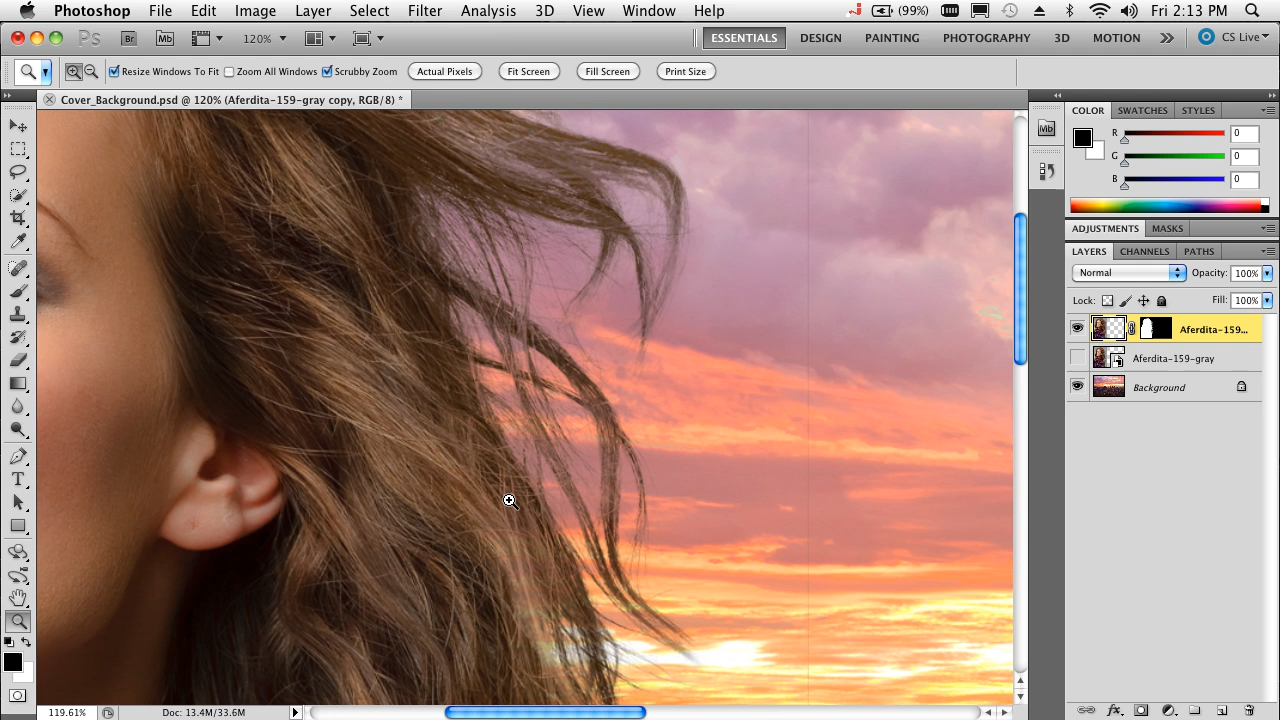 Photoshop File Edit Image Layer Select Filter Analysis 3D View Window Help (99%) Fri 2:13 PM
Ps Br Mb 120% ESSENTIALS DESIGN PAINTING PHOTOGRAPHY 3D MOTION CS Live
Resize Windows To Fit Zoom All Windows Scrubby Zoom Actual Pixels Fit Screen Fill Screen Print Size
Cover_Background.psd @ 120% (Aferdita-159-gray copy, RGB/8) *
COLOR SWATCHES STYLES
Mb
R 0
G 0
B 0
ADJUSTMENTS MASKS
LAYERS CHANNELS PATHS
Normal Opacity: 100%
Lock: Fill: 100%
Aferdita-159...
Aferdita-159-gray
Background
T
119.61% Doc: 13.4M/33.6M
fx